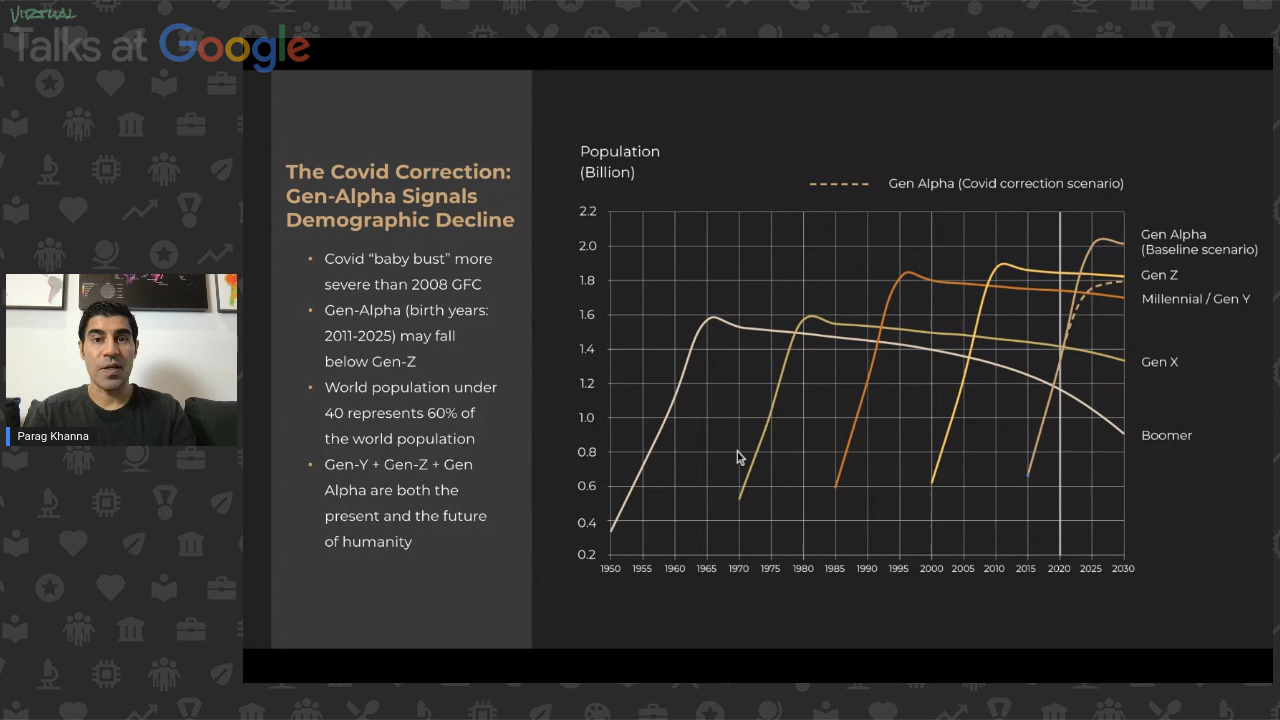 VIRTUAL
Talks at Google
The Covid Correction:
Gen-Alpha Signals
Demographic Decline
• Covid “baby bust” more
severe than 2008 GFC
• Gen-Alpha (birth years:
2011-2025) may fall
below Gen-Z
• World population under
40 represents 60% of
the world population
• Gen-Y + Gen-Z + Gen
Alpha are both the
present and the future
of humanity
Population
(Billion)
Gen Alpha (Covid correction scenario)
2.2
2.0
1.8
1.6
1.4
1.2
1.0
0.8
0.6
0.4
0.2
1950 1955 1960 1965 1970 1975 1980 1985 1990 1995 2000 2005 2010 2015 2020 2025 2030
Gen Alpha
(Baseline scenario)
Gen Z
Millennial / Gen Y
Gen X
Boomer
Parag Khanna